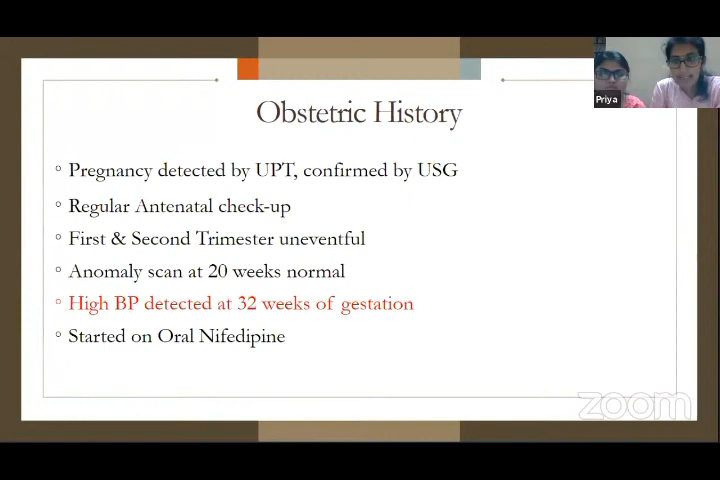 Priya
Obstetric History
Pregnancy detected by UPT, confirmed by USG
Regular Antenatal check-up
First & Second Trimester uneventful
Anomaly scan at 20 weeks normal
High BP detected at 32 weeks of gestation
Started on Oral Nifedipine
zoom